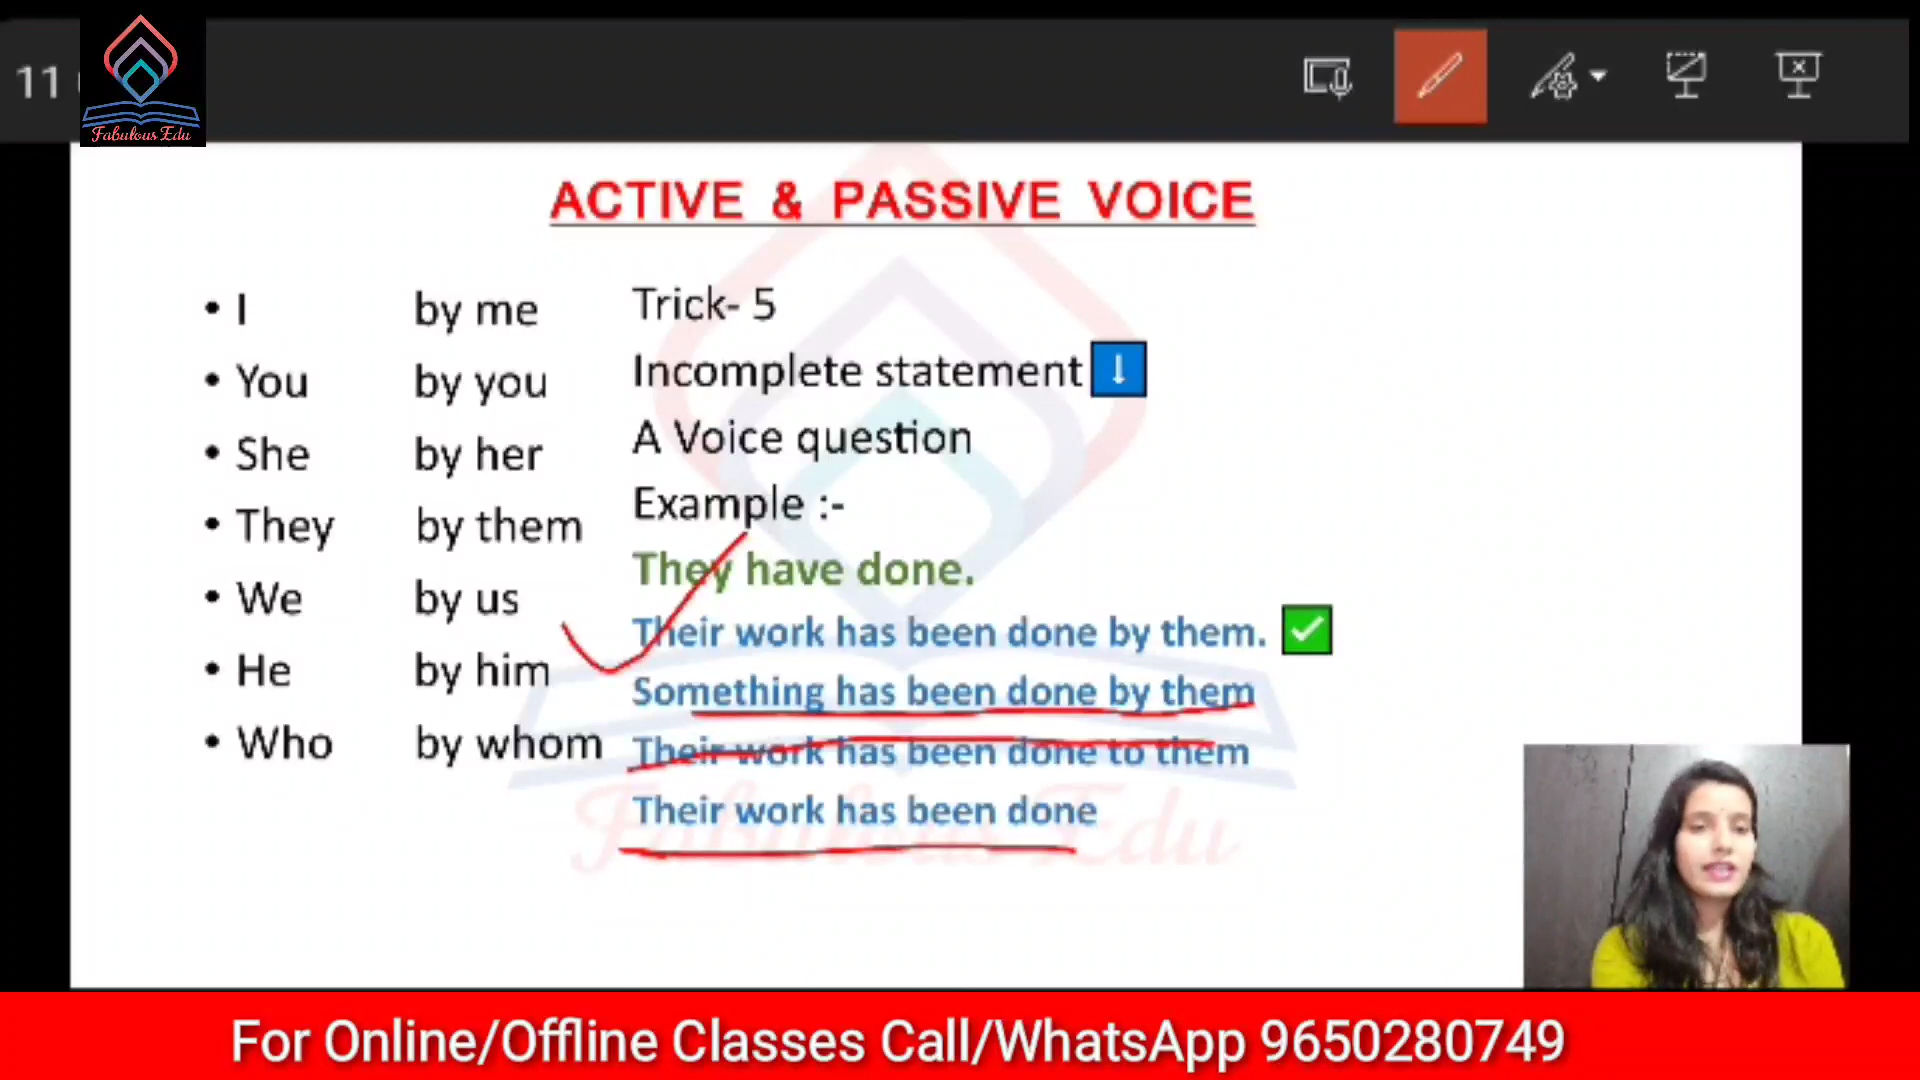 11
Fabulous Edu
ACTIVE & PASSIVE VOICE
• I by me
• You by you
• She by her
• They by them
• We by us
• He by him
• Who by whom
Trick- 5
Incomplete statement
A Voice question
Example :-
They have done.
Their work has been done by them.
Something has been done by them
Their work has been done to them
Their work has been done
Fabulous Edu
For Online/Offline Classes Call/WhatsApp 9650280749